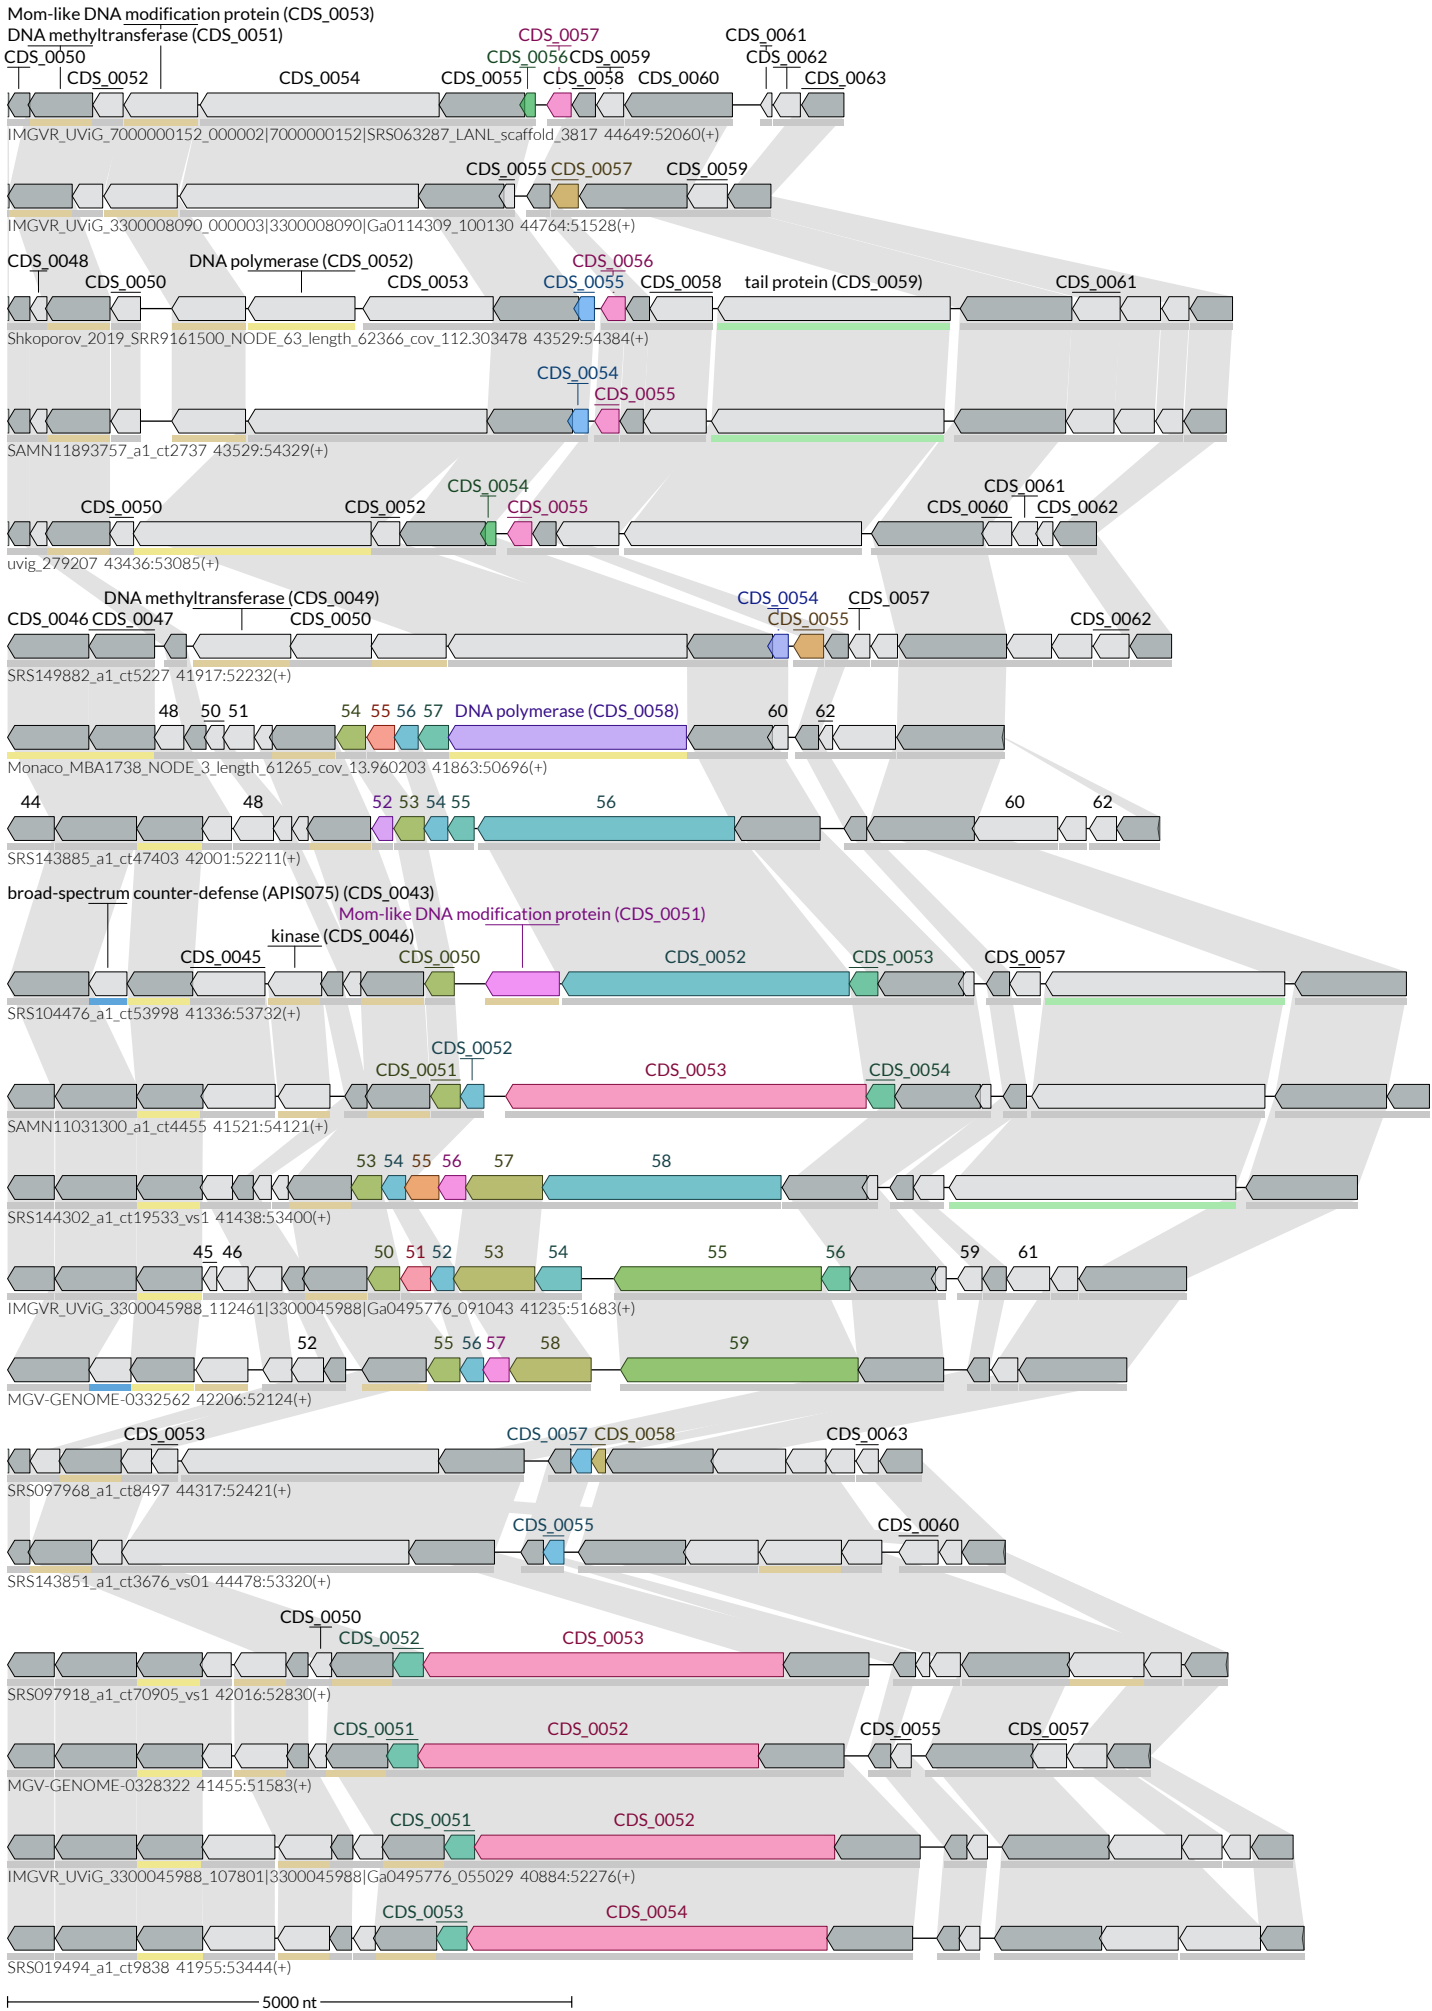 Mom-like DNA modification protein (CDS_0053)
DNA methyltransferase (CDS_0051) CDS_0057 CDS_0061
CDS_0050 CDS_0056 CDS_0059 CDS_0062
CDS_0052 CDS_0054 CDS_0055 CDS_0058 CDS_0060 CDS_0063
IMGVR_UViG_7000000152_000002|7000000152|SRS063287_LANL_scaffold_3817 44649:52060(+)
CDS_0055 CDS_0057 CDS_0059
IMGVR_UViG_3300008090_000003|3300008090|Ga0114309_100130 44764:51528(+)
CDS_0048 DNA polymerase (CDS_0052) CDS_0056
CDS_0050 CDS_0053 CDS_0055 CDS_0058 tail protein (CDS_0059) CDS_0061
Shkoporov_2019_SRR9161500_NODE_63_length_62366_cov_112.303478 43529:54384(+)
CDS_0054
CDS_0055
SAMN11893757_a1_ct2737 43529:54329(+)
CDS_0054 CDS_0061
CDS_0050 CDS_0052 CDS_0055 CDS_0060 CDS_0062
uvig_279207 43436:53085(+)
DNA methyltransferase (CDS_0049) CDS_0054 CDS_0057
CDS_0046 CDS_0047 CDS_0050 CDS_0055 CDS_0062
SRS149882_a1_ct5227 41917:52232(+)
48 50 51 54 55 56 57 DNA polymerase (CDS_0058) 60 62
Monaco_MBA1738_NODE_3_length_61265_cov_13.960203 41863:50696(+)
44 48 52 53 54 55 56 60 62
SRS143885_a1_ct47403 42001:52211(+)
broad-spectrum counter-defense (APIS075) (CDS_0043)
Mom-like DNA modification protein (CDS_0051)
kinase (CDS_0046)
CDS_0045 CDS_0050 CDS_0052 CDS_0053 CDS_0057
SRS104476_a1_ct53998 41336:53732(+)
CDS_0052
CDS_0051 CDS_0053 CDS_0054
SAMN11031300_a1_ct4455 41521:54121(+)
53 54 55 56 57 58
SRS144302_a1_ct19533_vs1 41438:53400(+)
45 46 50 51 52 53 54 55 56 59 61
IMGVR_UViG_3300045988_112461|3300045988|Ga0495776_091043 41235:51683(+)
52 55 56 57 58 59
MGV-GENOME-0332562 42206:52124(+)
CDS_0053 CDS_0057 CDS_0058 CDS_0063
SRS097968_a1_ct8497 44317:52421(+)
CDS_0055 CDS_0060
SRS143851_a1_ct3676_vs01 44478:53320(+)
CDS_0050
CDS_0052 CDS_0053
SRS097918_a1_ct70905_vs1 42016:52830(+)
CDS_0051 CDS_0052 CDS_0055 CDS_0057
MGV-GENOME-0328322 41455:51583(+)
CDS_0051 CDS_0052
IMGVR_UViG_3300045988_107801|3300045988|Ga0495776_055029 40884:52276(+)
CDS_0053 CDS_0054
SRS019494_a1_ct9838 41955:53444(+)
5000 nt